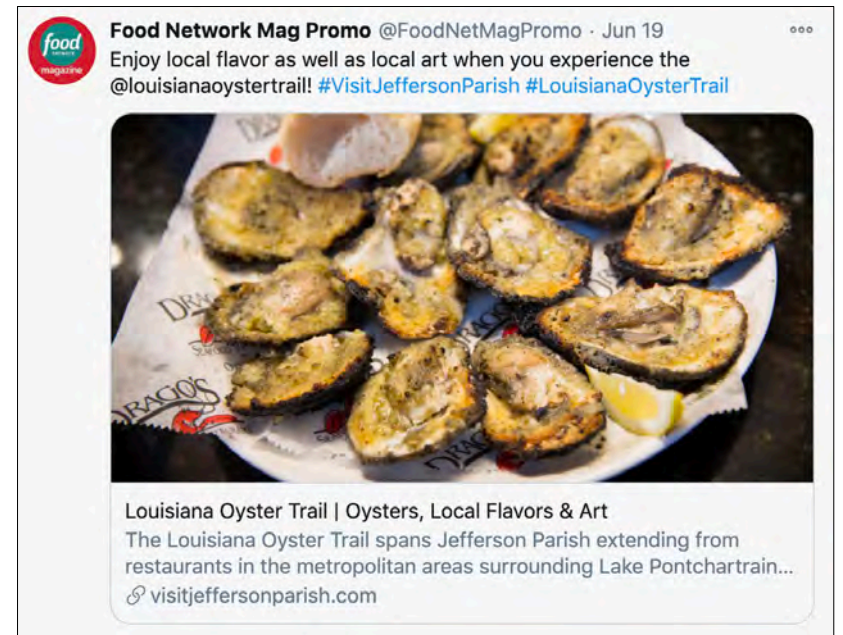 food
NETWORK
magazine
Food Network Mag Promo @FoodNetMagPromo · Jun 19
Enjoy local flavor as well as local art when you experience the
@louisianaoystertrail! #VisitJeffersonParish #LouisianaOysterTrail
DRAGO'S
Louisiana Oyster Trail | Oysters, Local Flavors & Art
The Louisiana Oyster Trail spans Jefferson Parish extending from
restaurants in the metropolitan areas surrounding Lake Pontchartrain...
visitjeffersonparish.com